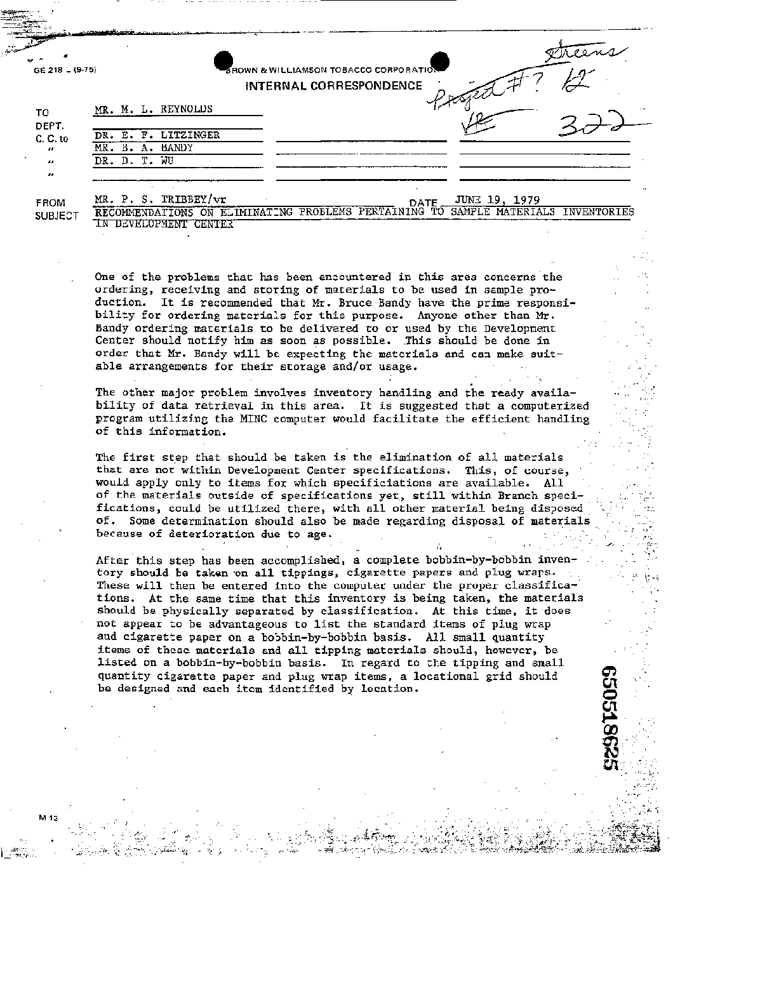 Streens
GE 218 - (9-75)
BROWN & WILLIAMSON TOBACCO CORPORATION
INTERNAL CORRESPONDENCE
Project #? 12
322
TO MR. M. L. REYNOLDS
DEPT.
C. C. to DR. E. F. LITZINGER
" MR. B. A. BANDY
" DR. D. T. WU
"
FROM MR. P. S. TRIBBEY/vr DATE JUNE 19, 1979
SUBJECT RECOMMENDATIONS ON ELIMINATING PROBLEMS PERTAINING TO SAMPLE MATERIALS INVENTORIES
IN DEVELOPMENT CENTER
One of the problems that has been encountered in this area concerns the
ordering, receiving and storing of materials to be used in sample pro-
duction. It is recommended that Mr. Bruce Bandy have the prime responsi-
bility for ordering materials for this purpose. Anyone other than Mr.
Bandy ordering materials to be delivered to or used by the Development
Center should notify him as soon as possible. This should be done in
order that Mr. Bandy will be expecting the materials and can make suit-
able arrangements for their storage and/or usage.
The other major problem involves inventory handling and the ready availa-
bility of data retrieval in this area. It is suggested that a computerized
program utilizing the MINC computer would facilitate the efficient handling
of this information.
The first step that should be taken is the elimination of all materials
that are not within Development Center specifications. This, of course,
would apply only to items for which specificiations are available. All
of the materials outside of specifications yet, still within Branch speci-
fications, could be utilized there, with all other material being disposed
of. Some determination should also be made regarding disposal of materials
because of deterioration due to age.
After this step has been accomplished, a complete bobbin-by-bobbin inven-
tory should be taken on all tippings, cigarette papers and plug wraps.
These will then be entered into the computer under the proper classifica-
tions. At the same time that this inventory is being taken, the materials
should be physically separated by classification. At this time, it does
not appear to be advantageous to list the standard items of plug wrap
and cigarette paper on a bobbin-by-bobbin basis. All small quantity
items of these materials and all tipping materials should, however, be
listed on a bobbin-by-bobbin basis. In regard to the tipping and small
quantity cigarette paper and plug wrap items, a locational grid should
be designed and each item identified by location.
650518625
M 13